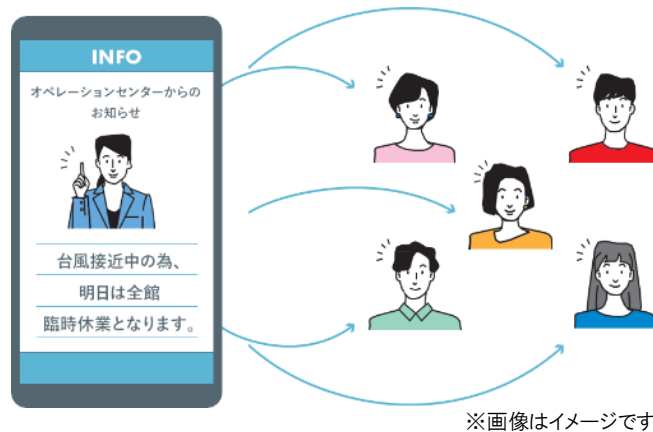 INFO
オペレーションセンターからの
お知らせ
台風接近中の為、
明日は全館
臨時休業となります。
※画像はイメージです